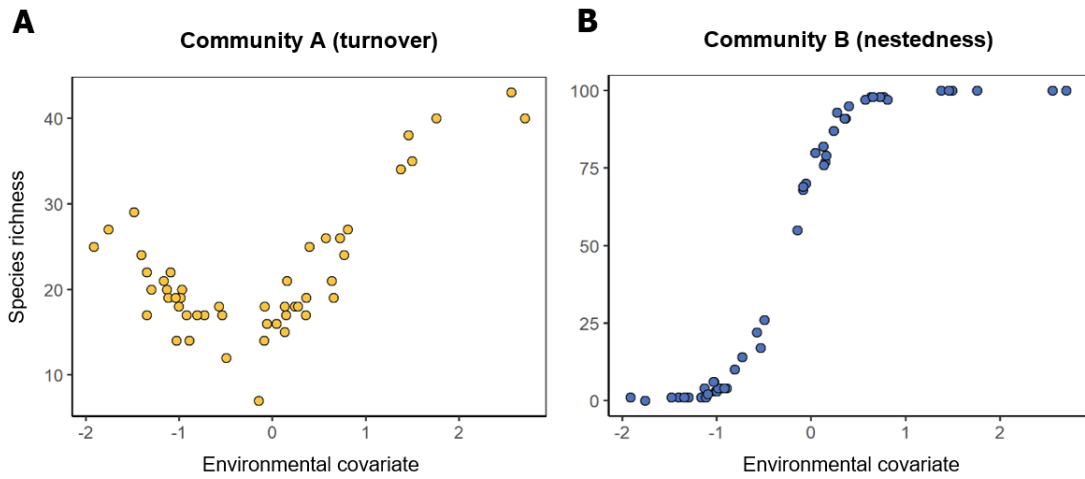 A
Community A (turnover)
Species richness
40
30
20
10
-2 -1 0 1 2
Environmental covariate
B
Community B (nestedness)
100
75
50
25
0
-2 -1 0 1 2
Environmental covariate